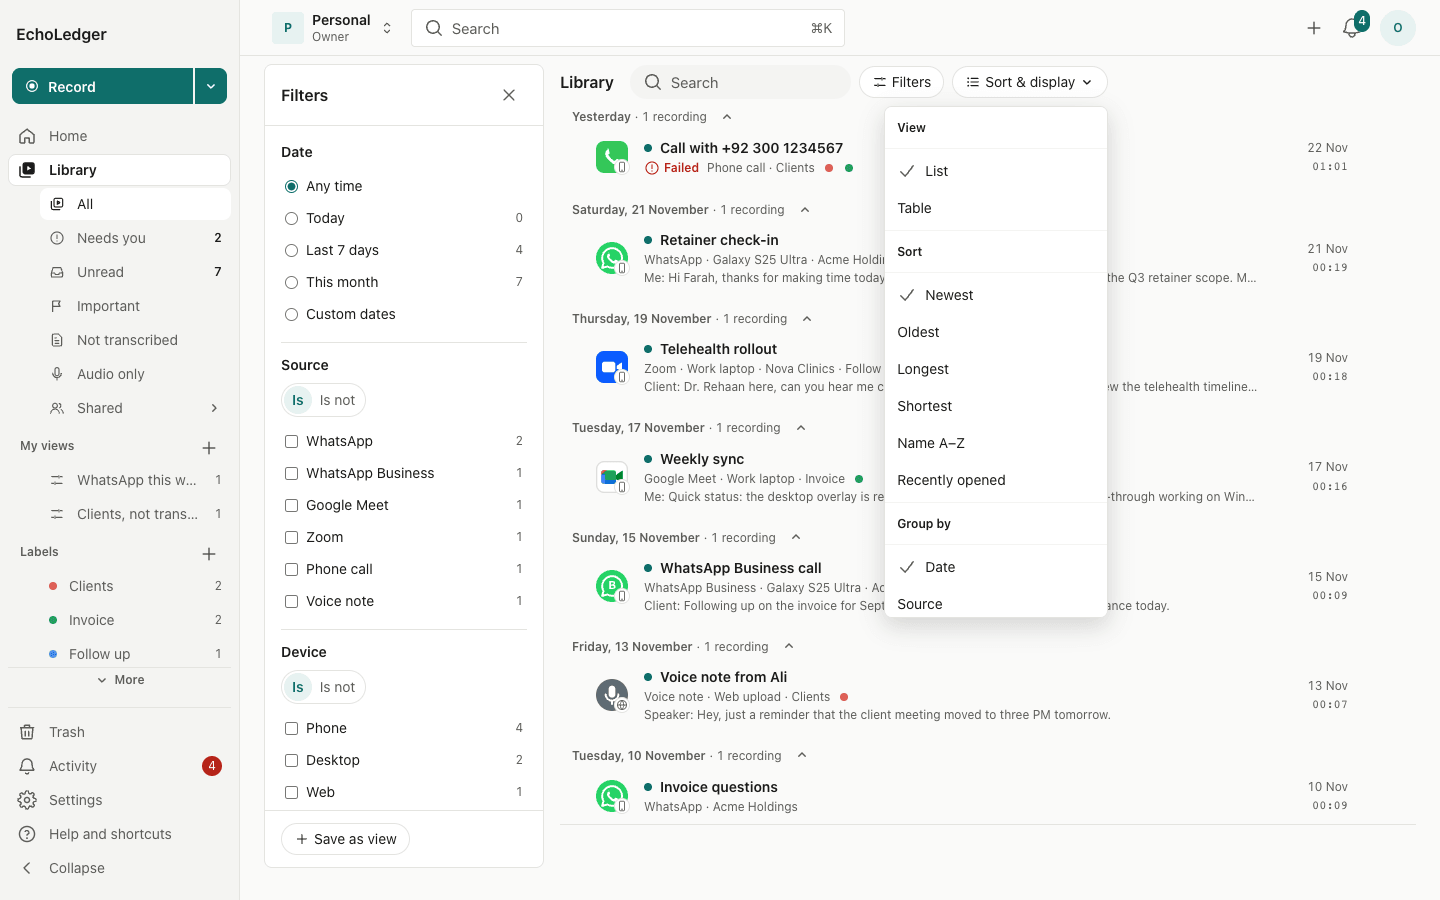 EchoLedger
Record
Home
Library
All
Needs you 2
Unread 7
Important
Not transcribed
Audio only
Shared
My views
WhatsApp this w... 1
Clients, not trans... 1
Labels
Clients 2
Invoice 2
Follow up 1
More
Trash
Activity 4
Settings
Help and shortcuts
Collapse
P Personal
Owner
Search ⌘K
4
O
Filters
Date
Any time
Today 0
Last 7 days 4
This month 7
Custom dates
Source
Is Is not
WhatsApp 2
WhatsApp Business 1
Google Meet 1
Zoom 1
Phone call 1
Voice note 1
Device
Is Is not
Phone 4
Desktop 2
Web 1
Save as view
Library Search Filters Sort & display
Yesterday · 1 recording
Call with +92 300 1234567 22 Nov
Failed Phone call · Clients 01:01
Saturday, 21 November · 1 recording
Retainer check-in 21 Nov
WhatsApp · Galaxy S25 Ultra · Acme Holdin 00:19
Me: Hi Farah, thanks for making time today the Q3 retainer scope. M...
Thursday, 19 November · 1 recording
Telehealth rollout 19 Nov
Zoom · Work laptop · Nova Clinics · Follow 00:18
Client: Dr. Rehaan here, can you hear me c ew the telehealth timeline...
Tuesday, 17 November · 1 recording
Weekly sync 17 Nov
Google Meet · Work laptop · Invoice 00:16
Me: Quick status: the desktop overlay is re -through working on Win...
Sunday, 15 November · 1 recording
B WhatsApp Business call 15 Nov
WhatsApp Business · Galaxy S25 Ultra · Ac 00:09
Client: Following up on the invoice for Sept ance today.
Friday, 13 November · 1 recording
Voice note from Ali 13 Nov
Voice note · Web upload · Clients 00:07
Speaker: Hey, just a reminder that the client meeting moved to three PM tomorrow.
Tuesday, 10 November · 1 recording
Invoice questions 10 Nov
WhatsApp · Acme Holdings 00:09
View
List
Table
Sort
Newest
Oldest
Longest
Shortest
Name A–Z
Recently opened
Group by
Date
Source